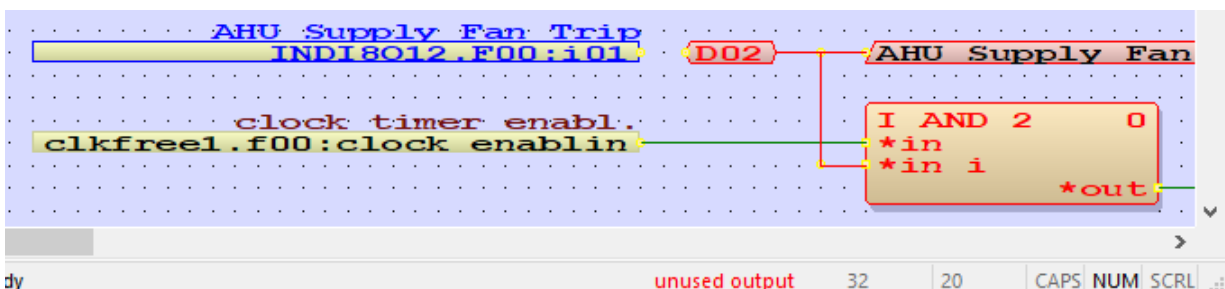 AHU Supply Fan Trip
INDI8O12.F00:i01
D02
AHU Supply Fan
clock timer enabl.
clkfree1.f00:clock enablin
I AND 2 0
*in
*in i
*out
dy unused output 32 20 CAPS NUM SCRL